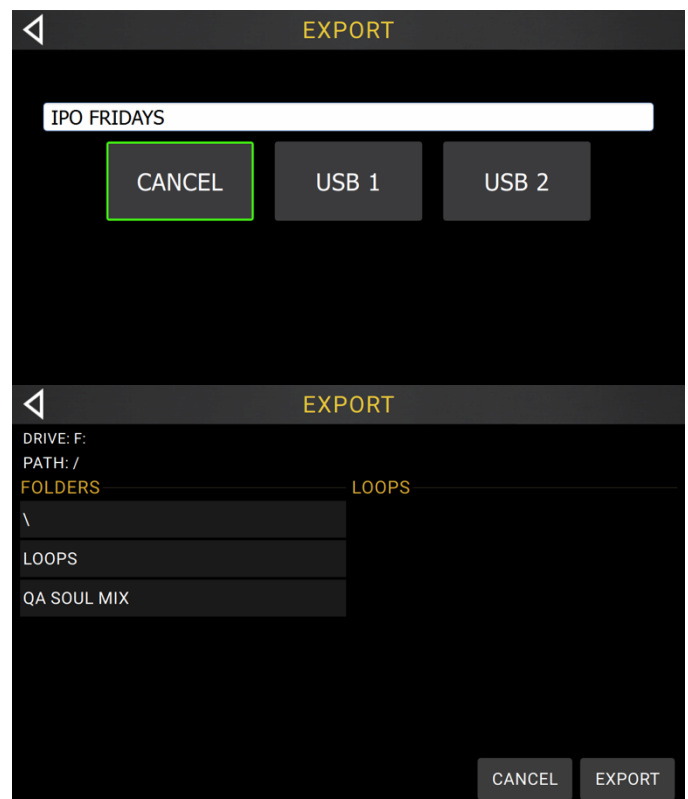 EXPORT
IPO FRIDAYS
CANCEL USB 1 USB 2
EXPORT
DRIVE: F:
PATH: /
FOLDERS LOOPS
\
LOOPS
QA SOUL MIX
CANCEL EXPORT